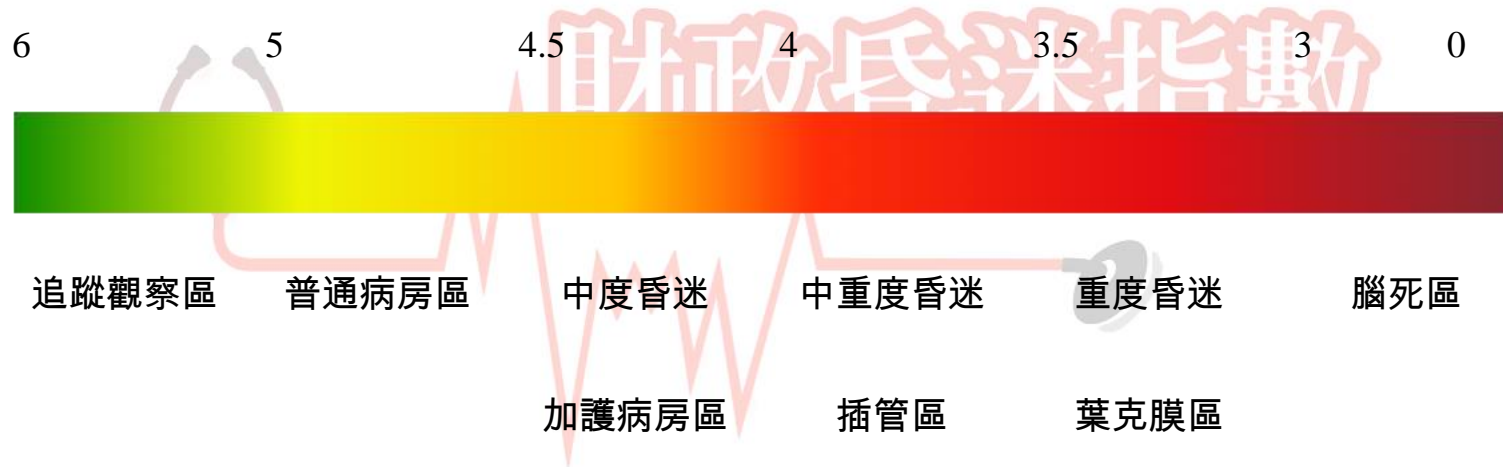 財政昏迷指數
6 5 4.5 4 3.5 3 0
追蹤觀察區 普通病房區 中度昏迷 中重度昏迷 重度昏迷 腦死區
加護病房區 插管區 葉克膜區